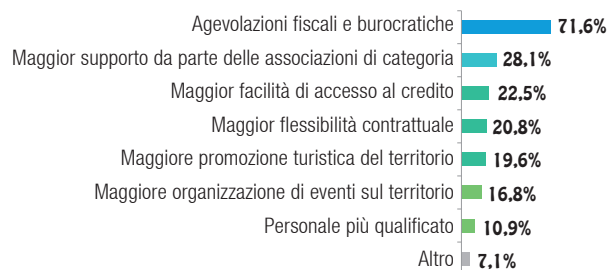 Agevolazioni fiscali e burocratiche 71,6%
Maggior supporto da parte delle associazioni di categoria 28,1%
Maggior facilità di accesso al credito 22,5%
Maggior flessibilità contrattuale 20,8%
Maggiore promozione turistica del territorio 19,6%
Maggiore organizzazione di eventi sul territorio 16,8%
Personale più qualificato 10,9%
Altro 7,1%